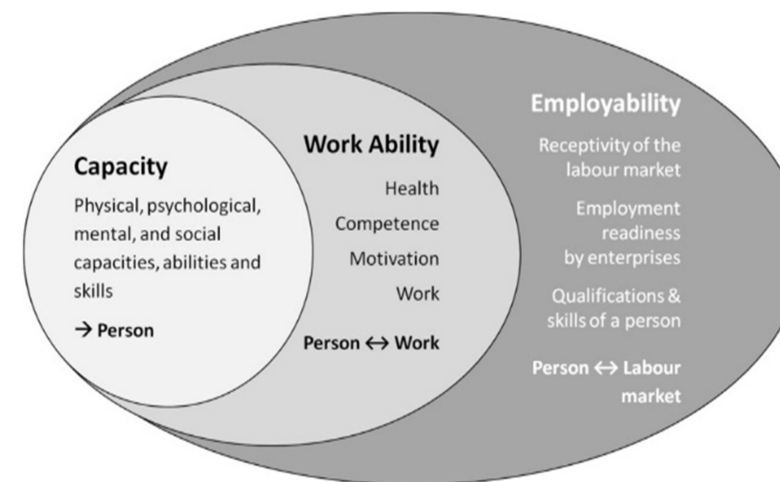 Capacity
Physical, psychological,
mental, and social
capacities, abilities and
skills
→ Person
Work Ability
Health
Competence
Motivation
Work
Person ↔ Work
Employability
Receptivity of the
labour market
Employment
readiness
by enterprises
Qualifications &
skills of a person
Person ↔ Labour
market